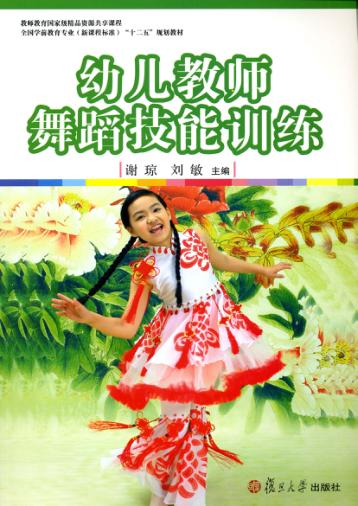 教师教育国家级精品资源共享课程
全国学前教育专业（新课程标准）“十二五”规划教材
幼儿教师
舞蹈技能训练
谢琼 刘敏 主编
复旦大学出版社